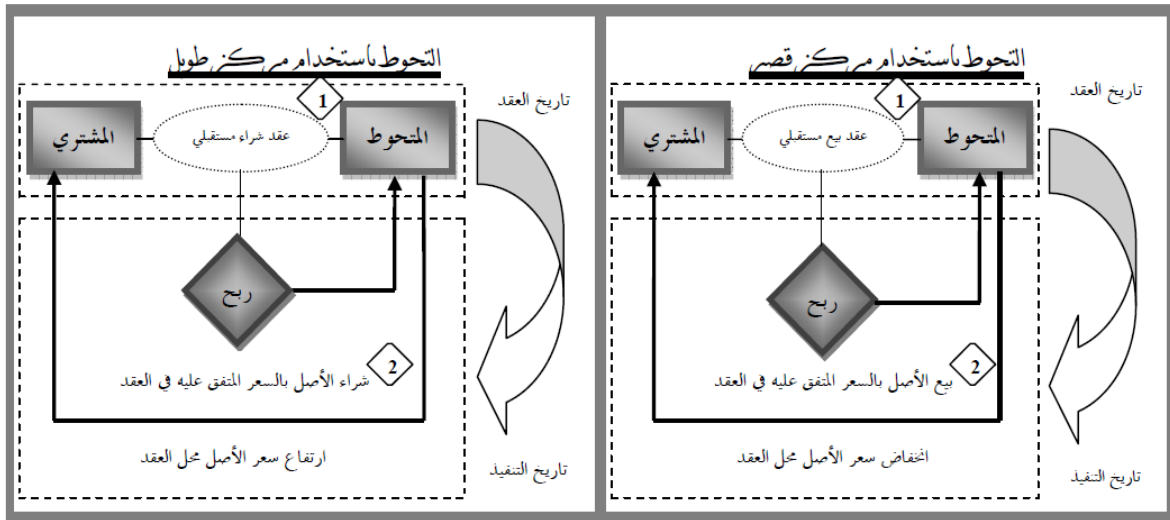 التحوط باستخدام مركز قصير
1
تاريخ العقد
المتحوط
عقد بيع مستقبلي
المشتري
ربح
2
بيع الأصل بالسعر المتفق عليه في العقد
انخفاض سعر الأصل محل العقد
تاريخ التنفيذ
التحوط باستخدام مركز طويل
1
تاريخ العقد
المتحوط
عقد شراء مستقبلي
المشتري
ربح
2
شراء الأصل بالسعر المتفق عليه في العقد
ارتفاع سعر الأصل محل العقد
تاريخ التنفيذ